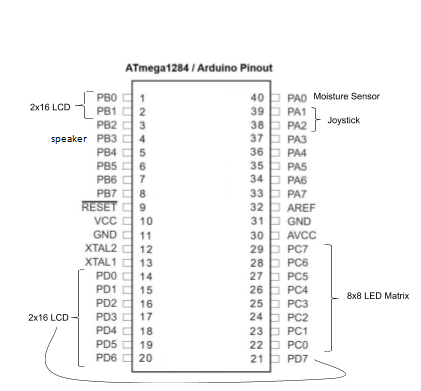 ATmega1284 / Arduino Pinout
2x16 LCD
PB0 1 40 PA0 Moisture Sensor
PB1 2 39 PA1
PB2 3 38 PA2 Joystick
speaker PB3 4 37 PA3
PB4 5 36 PA4
PB5 6 35 PA5
PB6 7 34 PA6
PB7 8 33 PA7
RESET 9 32 AREF
VCC 10 31 GND
GND 11 30 AVCC
XTAL2 12 29 PC7
XTAL1 13 28 PC6
PD0 14 27 PC5
PD1 15 26 PC4 8x8 LED Matrix
PD2 16 25 PC3
2x16 LCD PD3 17 24 PC2
PD4 18 23 PC1
PD5 19 22 PC0
PD6 20 21 PD7